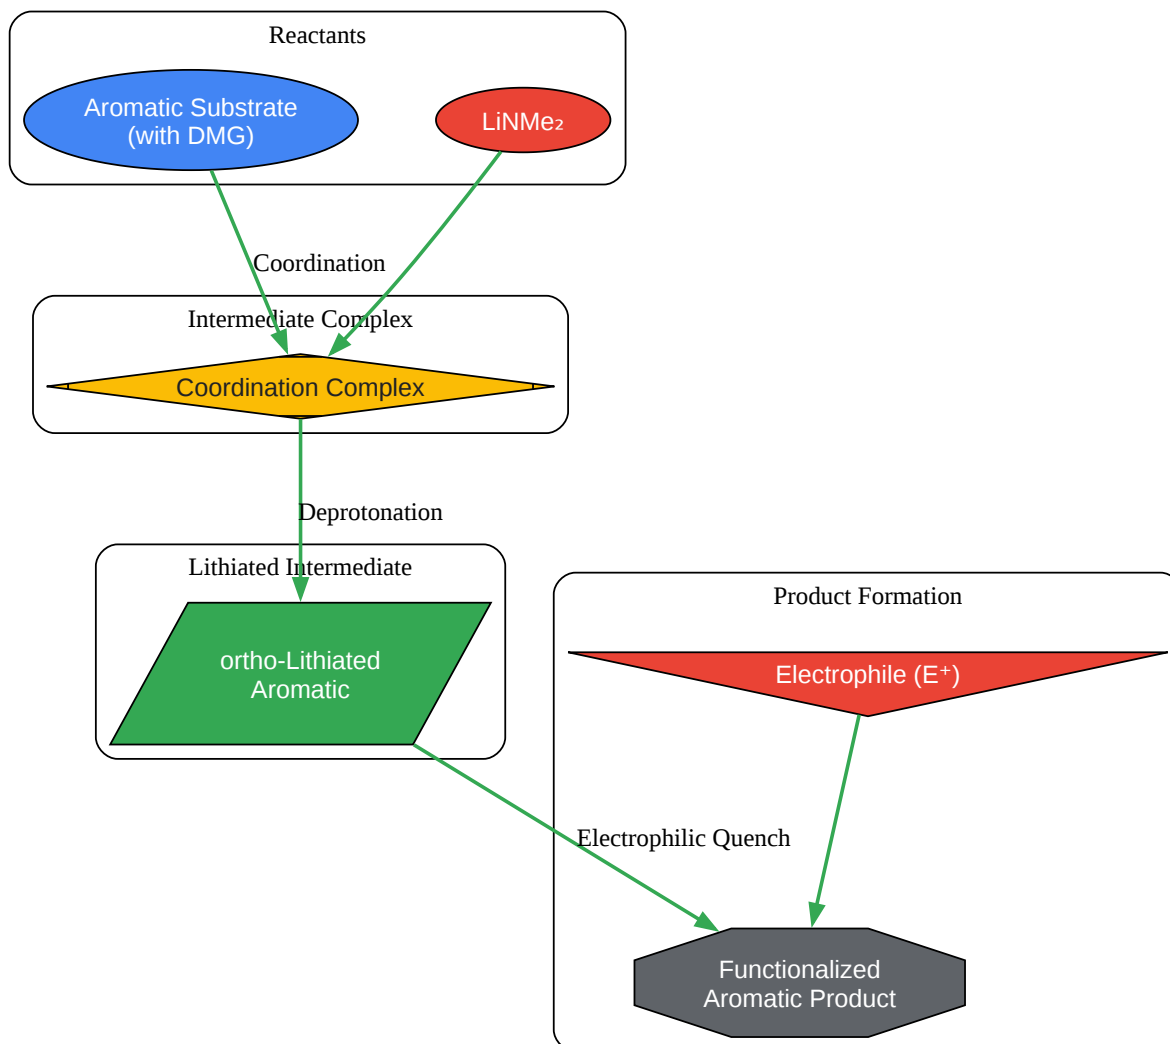 Reactants
Aromatic Substrate
(with DMG)
LiNMe₂
Coordination
Intermediate Complex
Coordination Complex
Deprotonation
Lithiated Intermediate
ortho-Lithiated
Aromatic
Product Formation
Electrophile (E⁺)
Electrophilic Quench
Functionalized
Aromatic Product